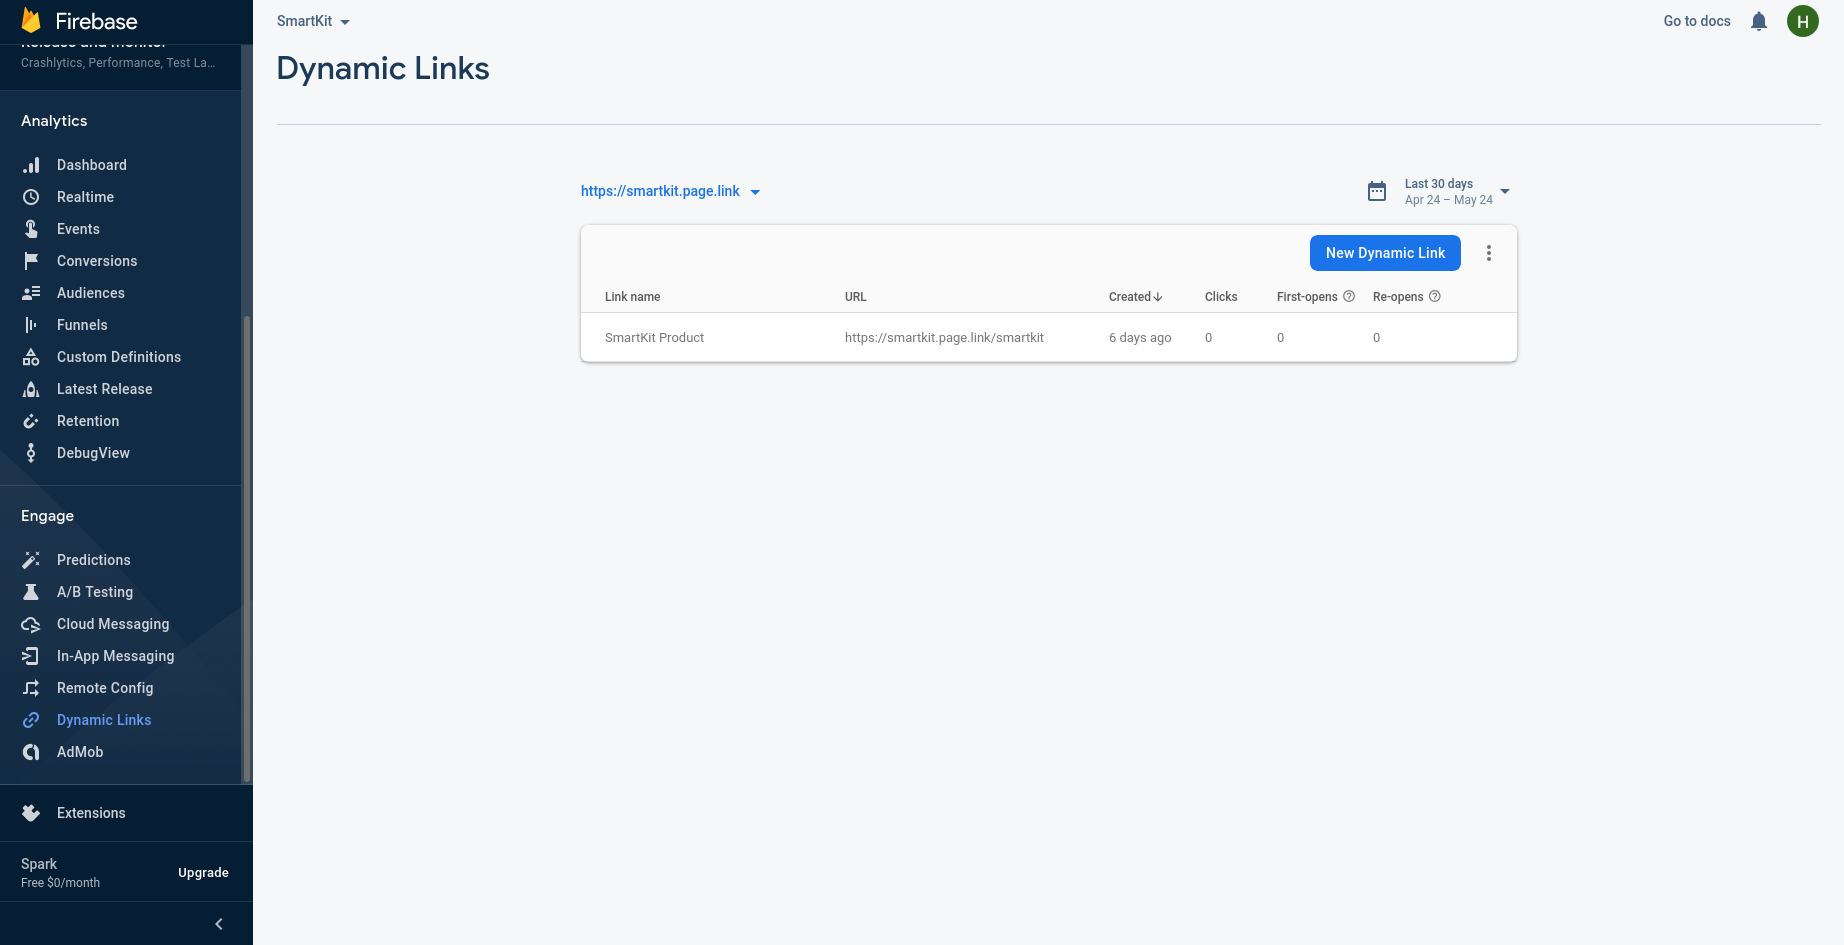 Firebase
Release and monitor
Crashlytics, Performance, Test La...
Analytics
Dashboard
Realtime
Events
Conversions
Audiences
Funnels
Custom Definitions
Latest Release
Retention
DebugView
Engage
Predictions
A/B Testing
Cloud Messaging
In-App Messaging
Remote Config
Dynamic Links
AdMob
Extensions
Spark
Free $0/month
Upgrade
SmartKit
Go to docs
H
Dynamic Links
https://smartkit.page.link
Last 30 days
Apr 24 – May 24
New Dynamic Link
Link name URL Created Clicks First-opens Re-opens
SmartKit Product https://smartkit.page.link/smartkit 6 days ago 0 0 0